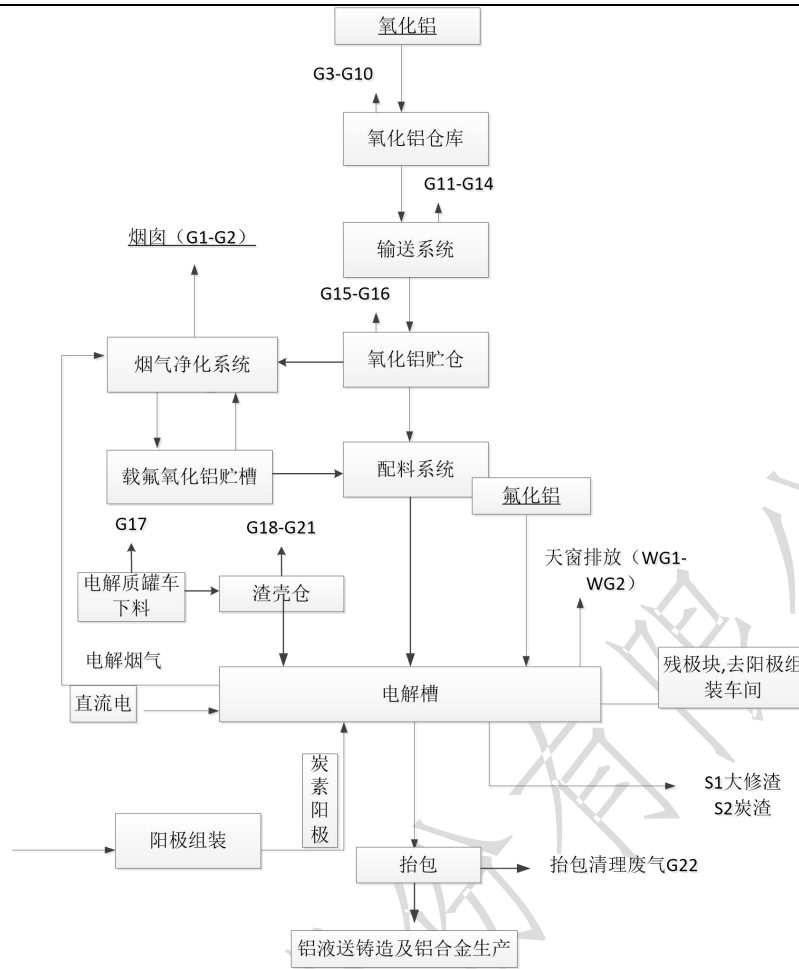 氧化铝
G3-G10
氧化铝仓库
G11-G14
烟囱（G1-G2）
输送系统
G15-G16
烟气净化系统
氧化铝贮仓
载氟氧化铝贮槽
配料系统
氟化铝
G17
G18-G21
天窗排放（WG1-
WG2）
电解质罐车
下料
渣壳仓
电解烟气
残极块,去阳极组
装车间
电解槽
直流电
炭素阳极
S1大修渣
S2炭渣
阳极组装
抬包
抬包清理废气G22
铝液送铸造及铝合金生产
份有限公